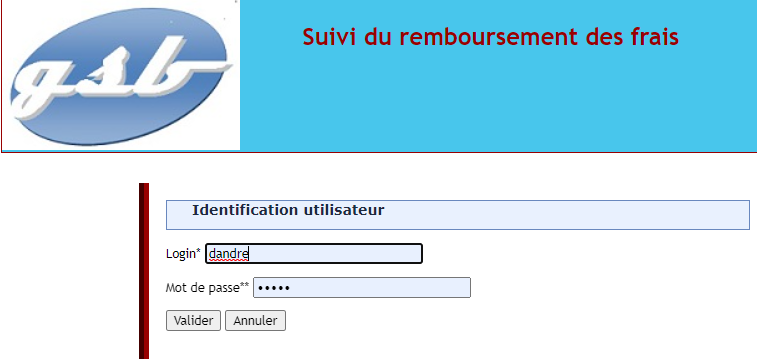 gsb
Suivi du remboursement des frais
Identification utilisateur
Login* dandre
Mot de passe** •••••
Valider Annuler